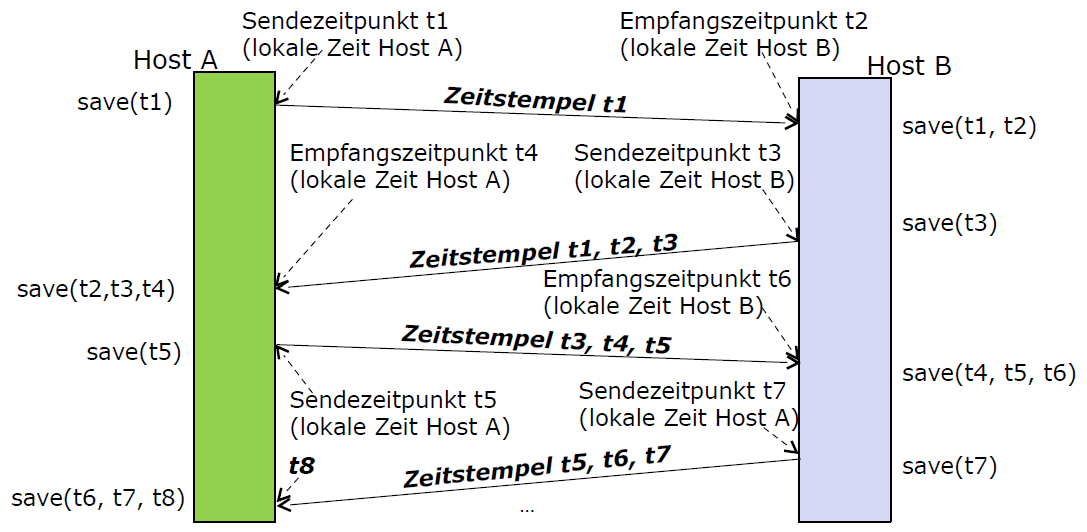 Sendezeitpunkt t1
(lokale Zeit Host A)
Empfangszeitpunkt t2
(lokale Zeit Host B)
Host A
Host B
save(t1)
Zeitstempel t1
save(t1, t2)
Empfangszeitpunkt t4
(lokale Zeit Host A)
Sendezeitpunkt t3
(lokale Zeit Host B)
save(t3)
Zeitstempel t1, t2, t3
save(t2,t3,t4)
Empfangszeitpunkt t6
(lokale Zeit Host B)
save(t5)
Zeitstempel t3, t4, t5
save(t4, t5, t6)
Sendezeitpunkt t5
(lokale Zeit Host A)
Sendezeitpunkt t7
(lokale Zeit Host A)
t8
Zeitstempel t5, t6, t7
save(t7)
save(t6, t7, t8)
...